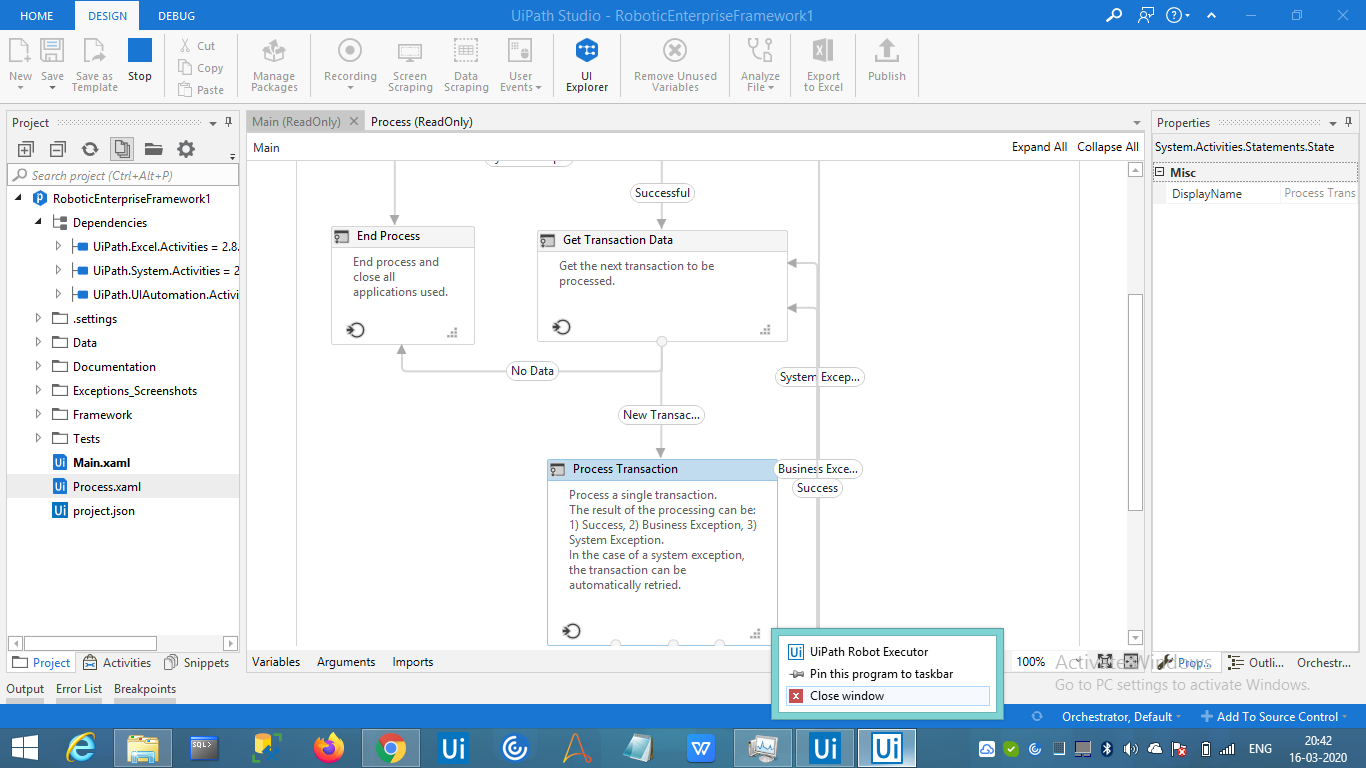 HOME
DESIGN
DEBUG
UiPath Studio - RoboticEnterpriseFramework1
New
Save
Save as Template
Stop
Cut
Copy
Paste
Manage Packages
Recording
Screen Scraping
Data Scraping
User Events
UI Explorer
Remove Unused Variables
Analyze File
Export to Excel
Publish
Project
Search project (Ctrl+Alt+P)
RoboticEnterpriseFramework1
Dependencies
UiPath.Excel.Activities = 2.8.
UiPath.System.Activities = 2
UiPath.UIAutomation.Activi
.settings
Data
Documentation
Exceptions_Screenshots
Framework
Tests
Main.xaml
Process.xaml
project.json
Project
Activities
Snippets
Main (ReadOnly)
Process (ReadOnly)
Main
Expand All
Collapse All
Successful
End Process
End process and
close all
applications used.
Get Transaction Data
Get the next transaction to be
processed.
No Data
System Excep...
New Transac...
Process Transaction
Business Exce...
Success
Process a single transaction.
The result of the processing can be:
1) Success, 2) Business Exception, 3)
System Exception.
In the case of a system exception,
the transaction can be
automatically retried.
Variables
Arguments
Imports
100%
Properties
System.Activities.Statements.State
Misc
DisplayName
Process Trans
Prop...
Outli...
Orchestr...
Activate Windows
Go to PC settings to activate Windows.
UiPath Robot Executor
Pin this program to taskbar
Close window
Output
Error List
Breakpoints
Orchestrator, Default
Add To Source Control
ENG
20:42
16-03-2020